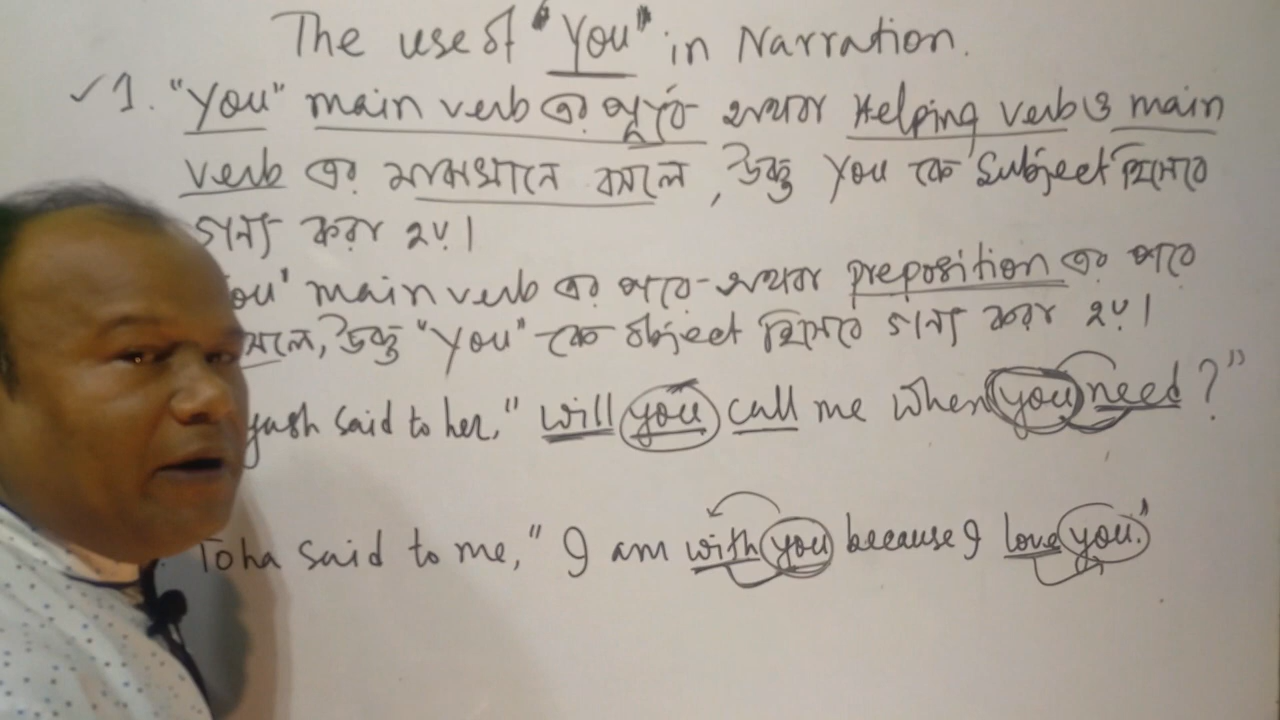 The use of "You" in Narration.
✓1. "You" main verb এর পূর্বে অথবা Helping verb ও main
verb এর মাঝখানে বসলে, উক্ত You কে Subject হিসেবে
গন্য করা হয়।
ou' main verb এর পরে অথবা preposition এর পরে
সলে, উক্ত "You" কে object হিসেবে গন্য করা হয়।
yash said to her, "will you call me when you need?"
Toha said to me, "I am with you because I love you."